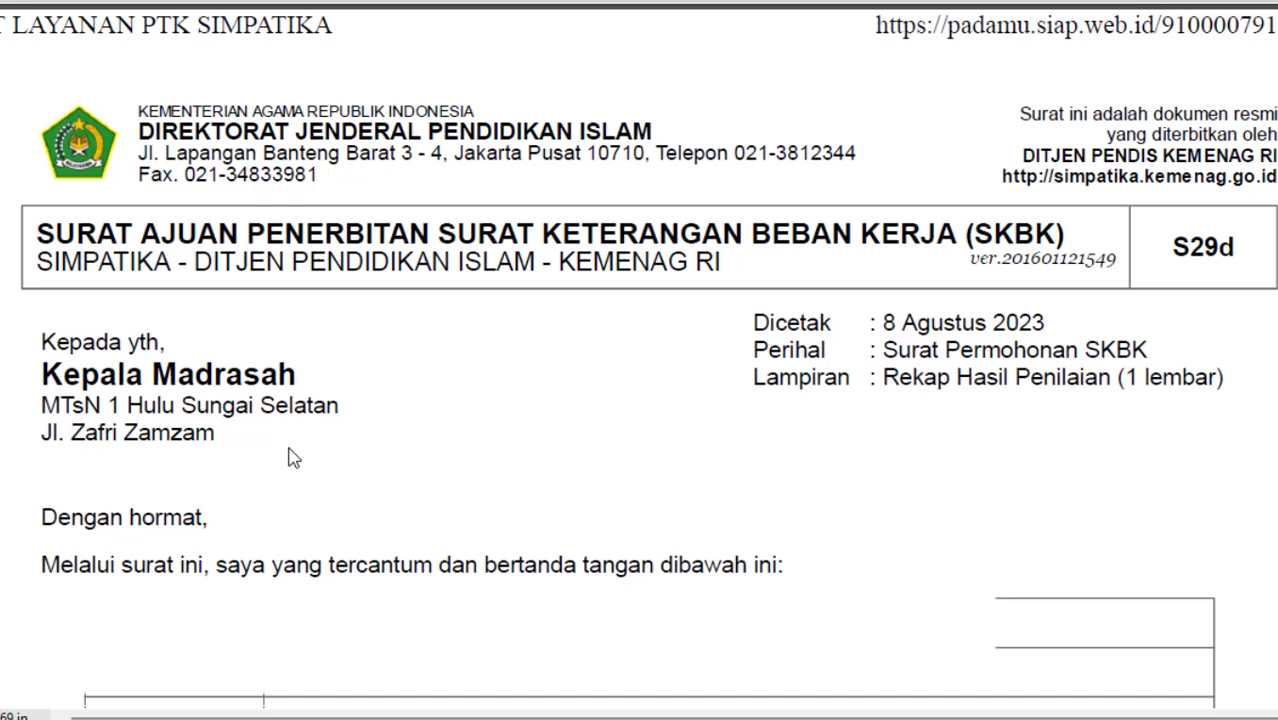 LAYANAN PTK SIMPATIKA
https://padamu.siap.web.id/910000791
KEMENTERIAN AGAMA REPUBLIK INDONESIA
DIREKTORAT JENDERAL PENDIDIKAN ISLAM
Jl. Lapangan Banteng Barat 3 - 4, Jakarta Pusat 10710, Telepon 021-3812344
Fax. 021-34833981
Surat ini adalah dokumen resmi
yang diterbitkan oleh
DITJEN PENDIS KEMENAG RI
http://simpatika.kemenag.go.id
SURAT AJUAN PENERBITAN SURAT KETERANGAN BEBAN KERJA (SKBK)
SIMPATIKA - DITJEN PENDIDIKAN ISLAM - KEMENAG RI
ver.201601121549
S29d
Dicetak : 8 Agustus 2023
Perihal : Surat Permohonan SKBK
Lampiran : Rekap Hasil Penilaian (1 lembar)
Kepada yth,
Kepala Madrasah
MTsN 1 Hulu Sungai Selatan
Jl. Zafri Zamzam
Dengan hormat,
Melalui surat ini, saya yang tercantum dan bertanda tangan dibawah ini: